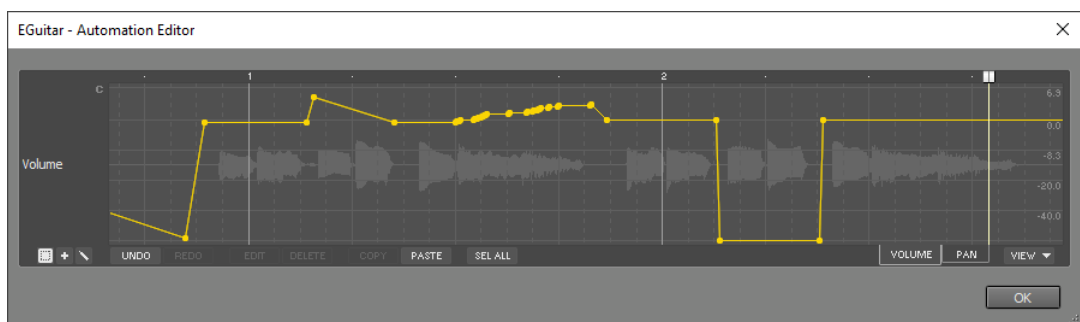 EGuitar - Automation Editor
1
2
C
6.9
0.0
-8.3
-20.0
-40.0
Volume
UNDO REDO EDIT DELETE COPY PASTE SEL ALL VOLUME PAN VIEW
OK